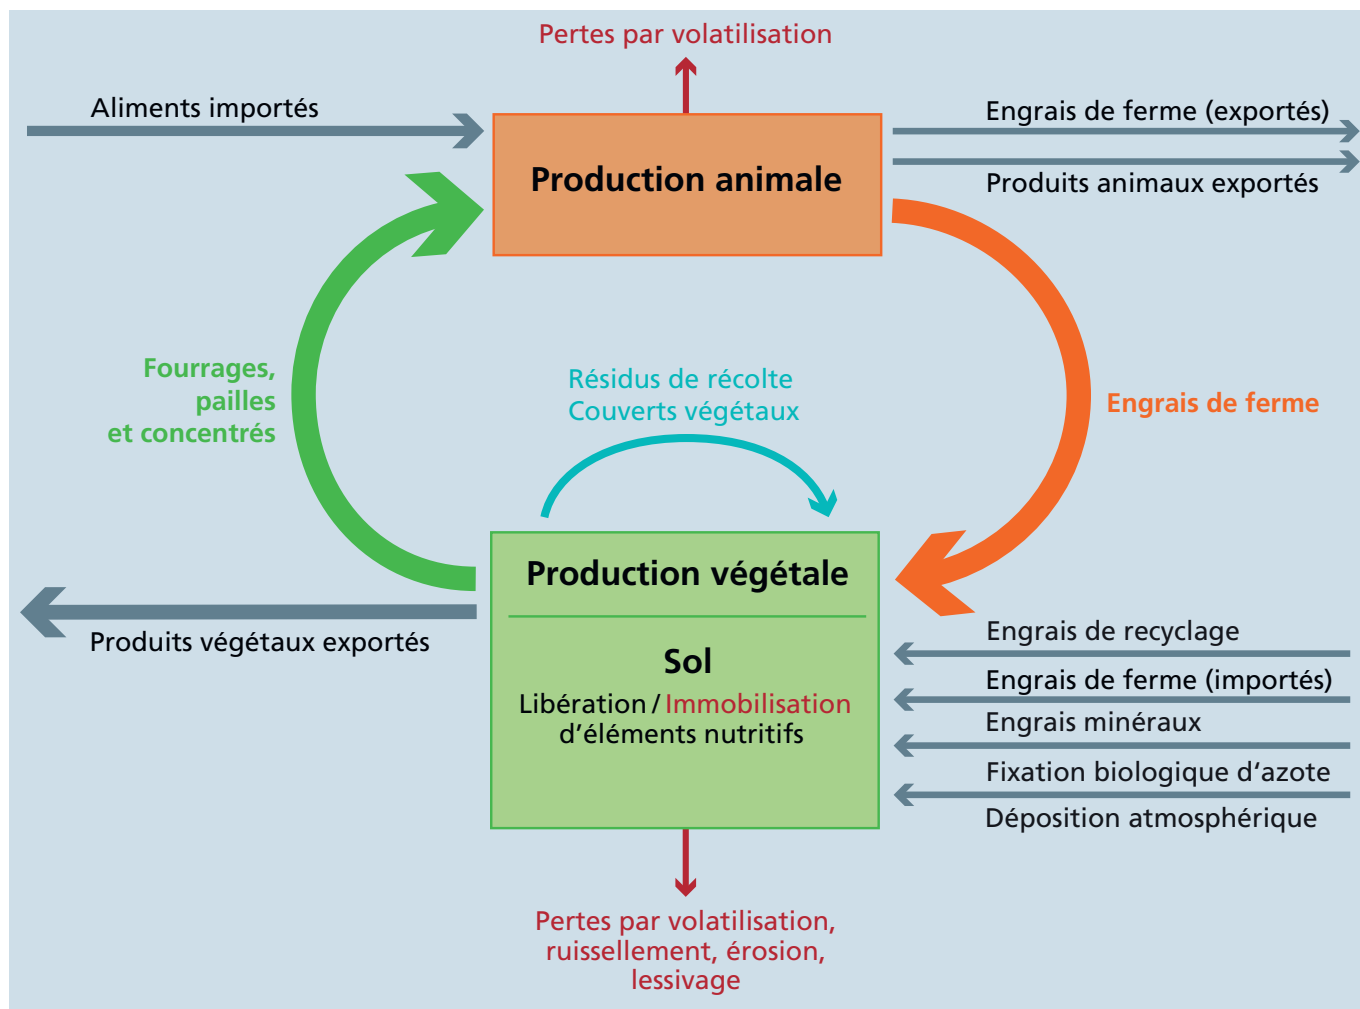 Pertes par volatilisation
Aliments importés
Engrais de ferme (exportés)
Production animale
Produits animaux exportés
Fourrages,
pailles
et concentrés
Résidus de récolte
Couverts végétaux
Engrais de ferme
Production végétale
Produits végétaux exportés
Sol
Libération / Immobilisation
d’éléments nutritifs
Engrais de recyclage
Engrais de ferme (importés)
Engrais minéraux
Fixation biologique d‘azote
Déposition atmosphérique
Pertes par volatilisation,
ruissellement, érosion,
lessivage